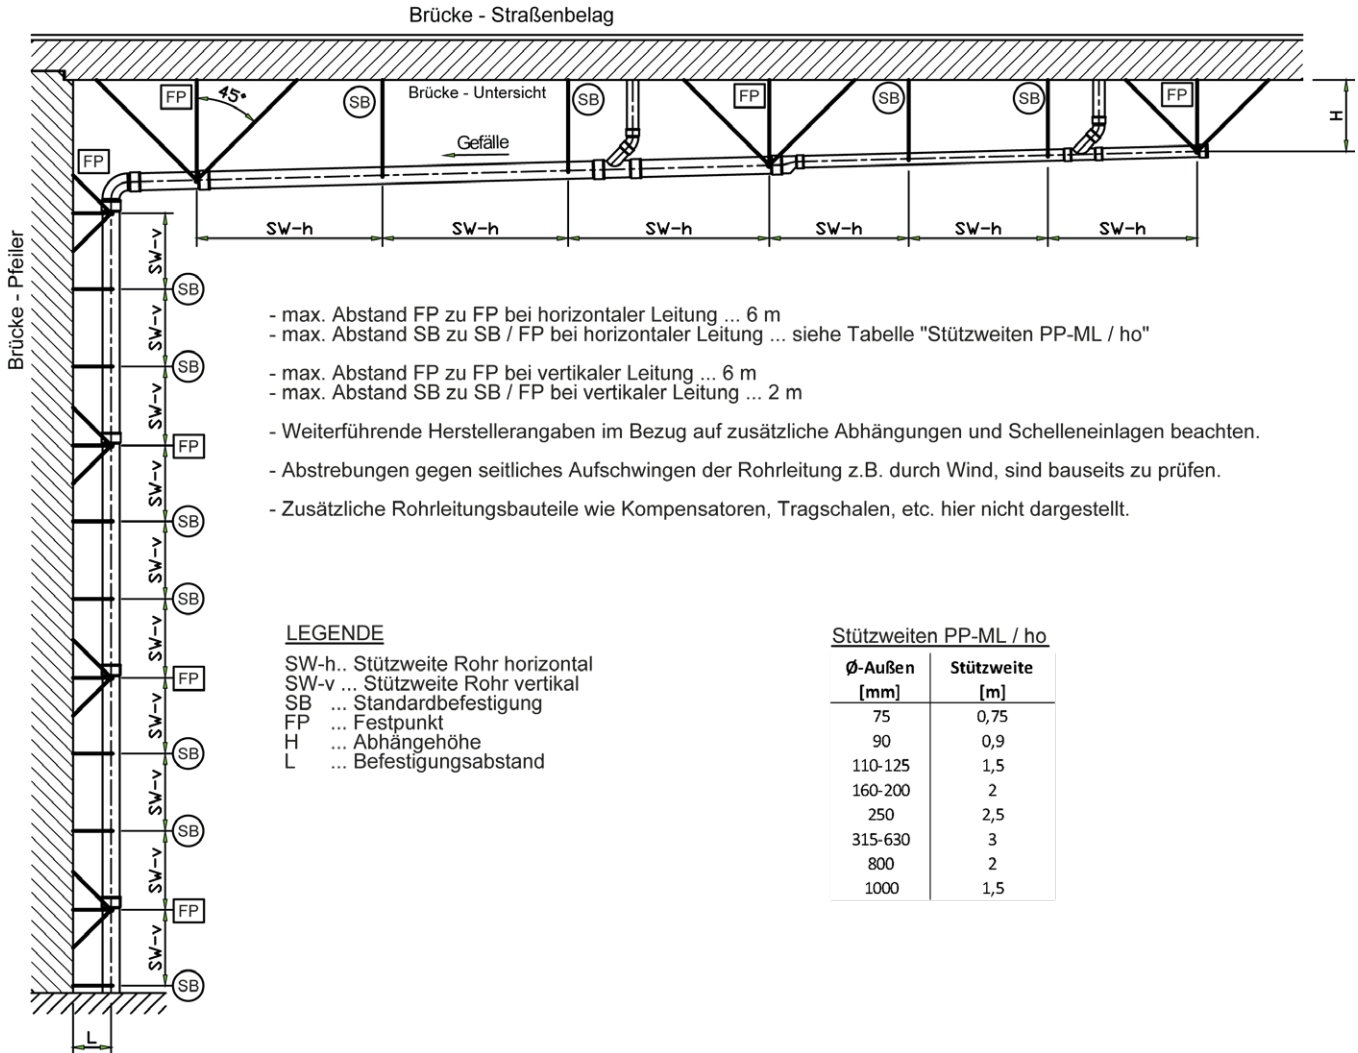 Brücke - Straßenbelag
FP
45°
SB
Brücke - Untersicht
SB
FP
SB
SB
FP
H
Gefälle
FP
SW-h
SW-h
SW-h
SW-h
SW-h
SW-h
Brücke - Pfeiler
SW-v
SB
SW-v
SB
SW-v
FP
SW-v
SB
SW-v
SB
SW-v
FP
SW-v
SB
SW-v
SB
SW-v
FP
SW-v
SB
L
- max. Abstand FP zu FP bei horizontaler Leitung ... 6 m
- max. Abstand SB zu SB / FP bei horizontaler Leitung ... siehe Tabelle "Stützweiten PP-ML / ho"
- max. Abstand FP zu FP bei vertikaler Leitung ... 6 m
- max. Abstand SB zu SB / FP bei vertikaler Leitung ... 2 m
- Weiterführende Herstellerangaben im Bezug auf zusätzliche Abhängungen und Schelleneinlagen beachten.
- Abstrebungen gegen seitliches Aufschwingen der Rohrleitung z.B. durch Wind, sind bauseits zu prüfen.
- Zusätzliche Rohrleitungsbauteile wie Kompensatoren, Tragschalen, etc. hier nicht dargestellt.
LEGENDE
SW-h.. Stützweite Rohr horizontal
SW-v ... Stützweite Rohr vertikal
SB ... Standardbefestigung
FP ... Festpunkt
H ... Abhängehöhe
L ... Befestigungsabstand
Stützweiten PP-ML / ho
Ø-Außen Stützweite
[mm] [m]
75 0,75
90 0,9
110-125 1,5
160-200 2
250 2,5
315-630 3
800 2
1000 1,5